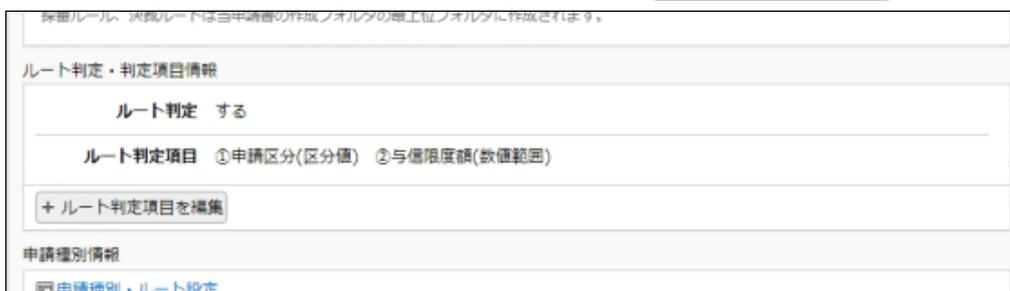 採番ルール、決裁ルートは当申請書の作成フォルダの最上位フォルダに作成されます。
ルート判定・判定項目情報
ルート判定 する
ルート判定項目 ①申請区分(区分値) ②与信限度額(数値範囲)
+ ルート判定項目を編集
申請種別情報
申請種別・ルート設定